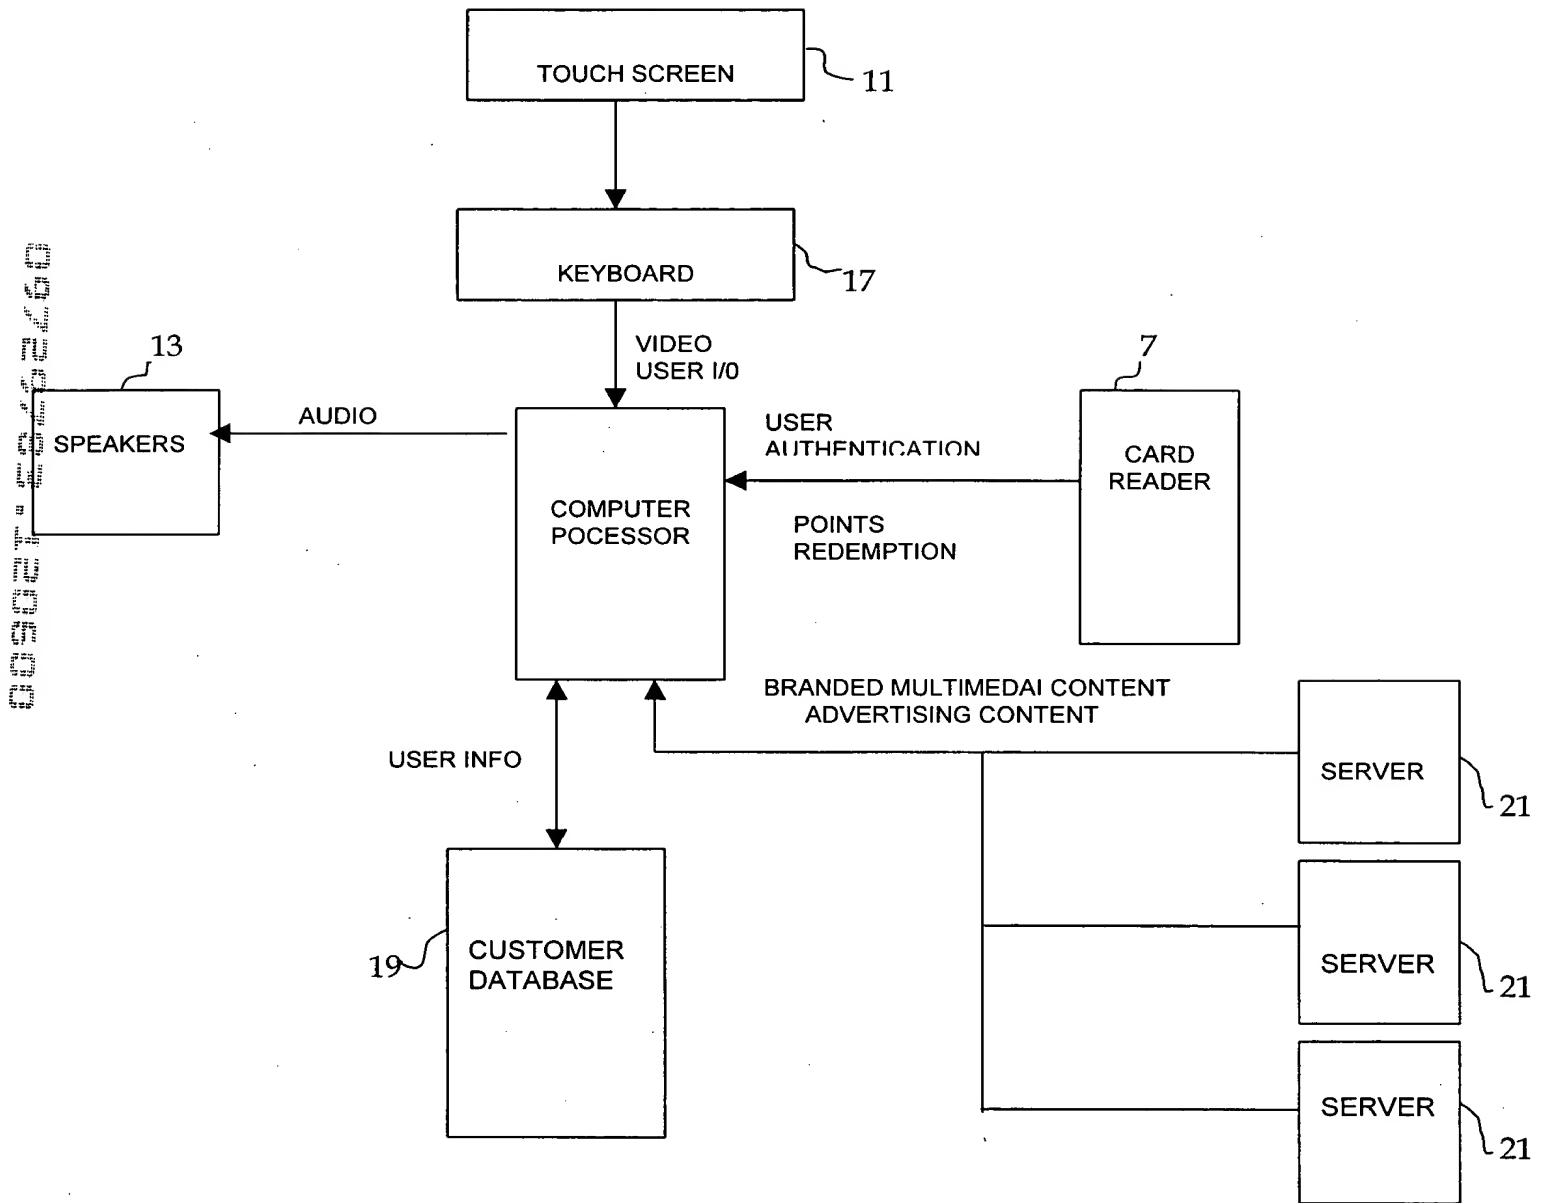 TOUCH SCREEN
11
KEYBOARD
17
VIDEO
USER I/0
13
SPEAKERS
AUDIO
COMPUTER
POCESSOR
USER
AUTHENTICATION
POINTS
REDEMPTION
7
CARD
READER
BRANDED MULTIMEDAI CONTENT
ADVERTISING CONTENT
USER INFO
19
CUSTOMER
DATABASE
SERVER
21
SERVER
21
SERVER
21